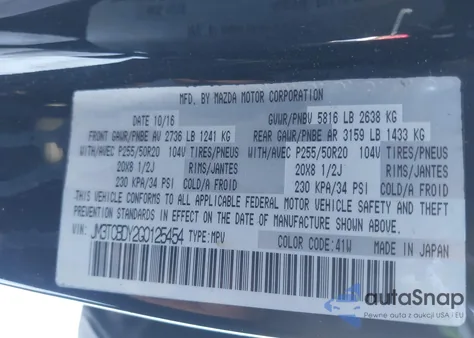 MFD. BY MAZDA MOTOR CORPORATION
DATE 10/16 GVWR/PNBV 5816 LB 2638 KG
FRONT GAWR/PNBE AV 2736 LB 1241 KG REAR GAWR/PNBE AR 3159 LB 1433 KG
WITH/AVEC P255/50R20 104V TIRES/PNEUS WITH/AVEC P255/50R20 104V TIRES/PNEUS
20X8 1/2J RIMS/JANTES 20X8 1/2J RIMS/JANTES
230 KPA/34 PSI COLD/A FROID 230 KPA/34 PSI COLD/A FROID
THIS VEHICLE CONFORMS TO ALL APPLICABLE FEDERAL MOTOR VEHICLE SAFETY AND THEFT
PREVENTION STANDARDS IN EFFECT ON THE DATE OF MANUFACTURE SHOWN ABOVE.
VIN: JM3TCBDY2G0125454 TYPE:MPV COLOR CODE:41W MADE IN JAPAN
autoSnap
Pewne auta z aukcji USA i EU